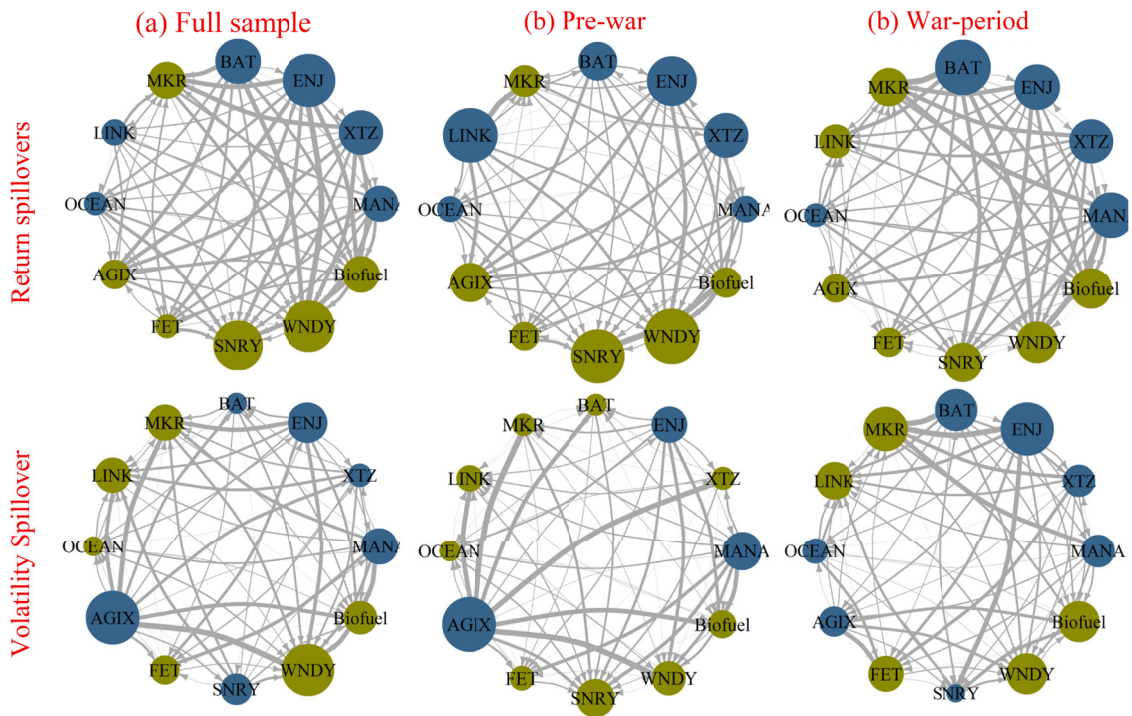 (a) Full sample
(b) Pre-war
(b) War-period
Return spillovers
BAT
ENJ
XTZ
MANA
Biofuel
WNDY
SNRY
FET
AGIX
OCEAN
LINK
MKR
BAT
ENJ
XTZ
MANA
Biofuel
WNDY
SNRY
FET
AGIX
OCEAN
LINK
MKR
BAT
ENJ
XTZ
MANA
Biofuel
WNDY
SNRY
FET
AGIX
OCEAN
LINK
MKR
Volatility Spillover
BAT
ENJ
XTZ
MANA
Biofuel
WNDY
SNRY
FET
AGIX
OCEAN
LINK
MKR
BAT
ENJ
XTZ
MANA
Biofuel
WNDY
SNRY
FET
AGIX
OCEAN
LINK
MKR
BAT
ENJ
XTZ
MANA
Biofuel
WNDY
SNRY
FET
AGIX
OCEAN
LINK
MKR